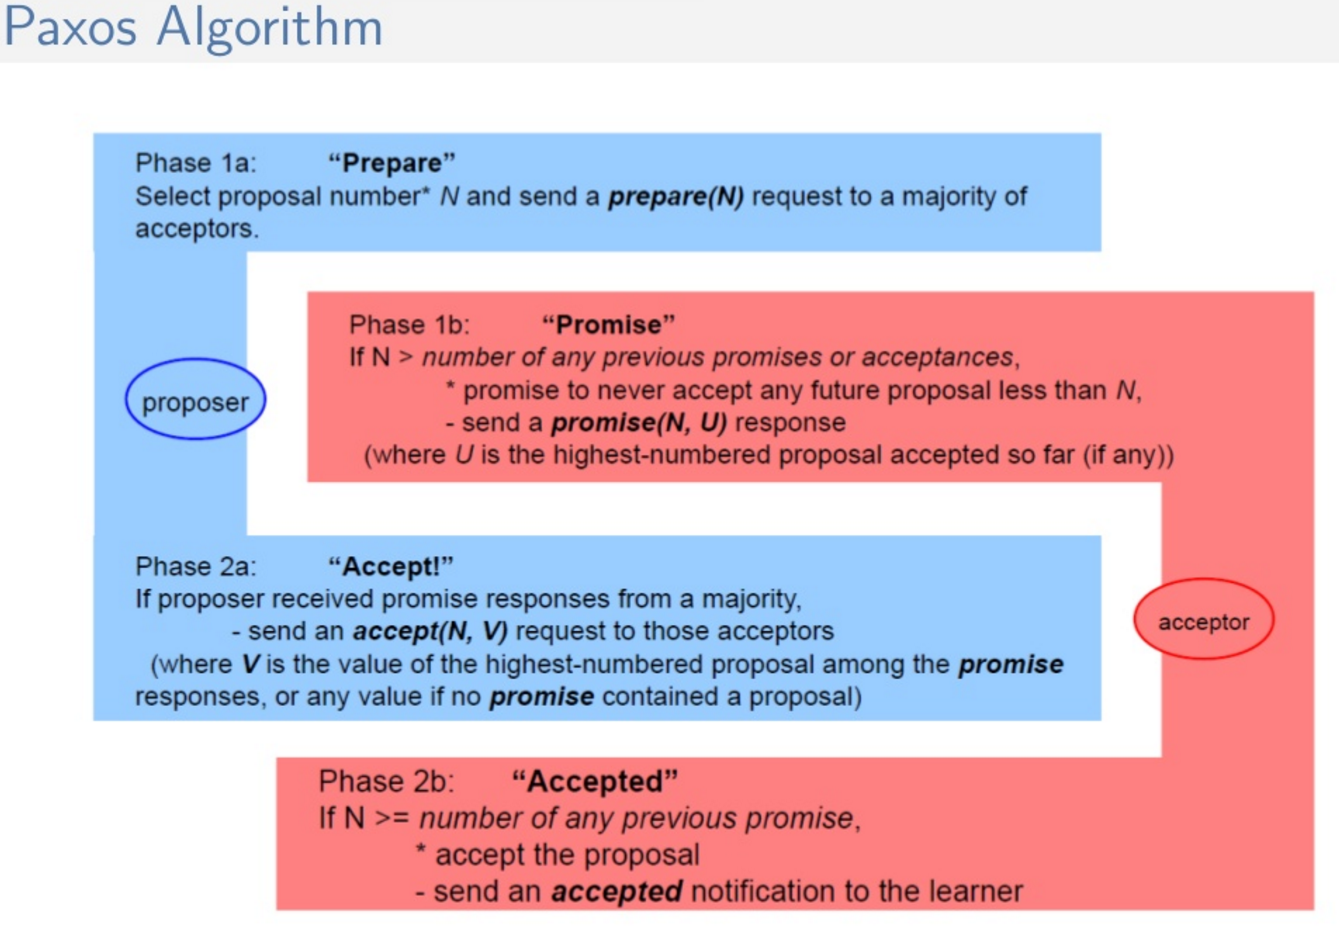 Paxos Algorithm
Phase 1a: “Prepare”
Select proposal number* N and send a prepare(N) request to a majority of
acceptors.
Phase 1b: “Promise”
If N > number of any previous promises or acceptances,
* promise to never accept any future proposal less than N,
- send a promise(N, U) response
(where U is the highest-numbered proposal accepted so far (if any))
proposer
Phase 2a: “Accept!”
If proposer received promise responses from a majority,
- send an accept(N, V) request to those acceptors
(where V is the value of the highest-numbered proposal among the promise
responses, or any value if no promise contained a proposal)
acceptor
Phase 2b: “Accepted”
If N >= number of any previous promise,
* accept the proposal
- send an accepted notification to the learner